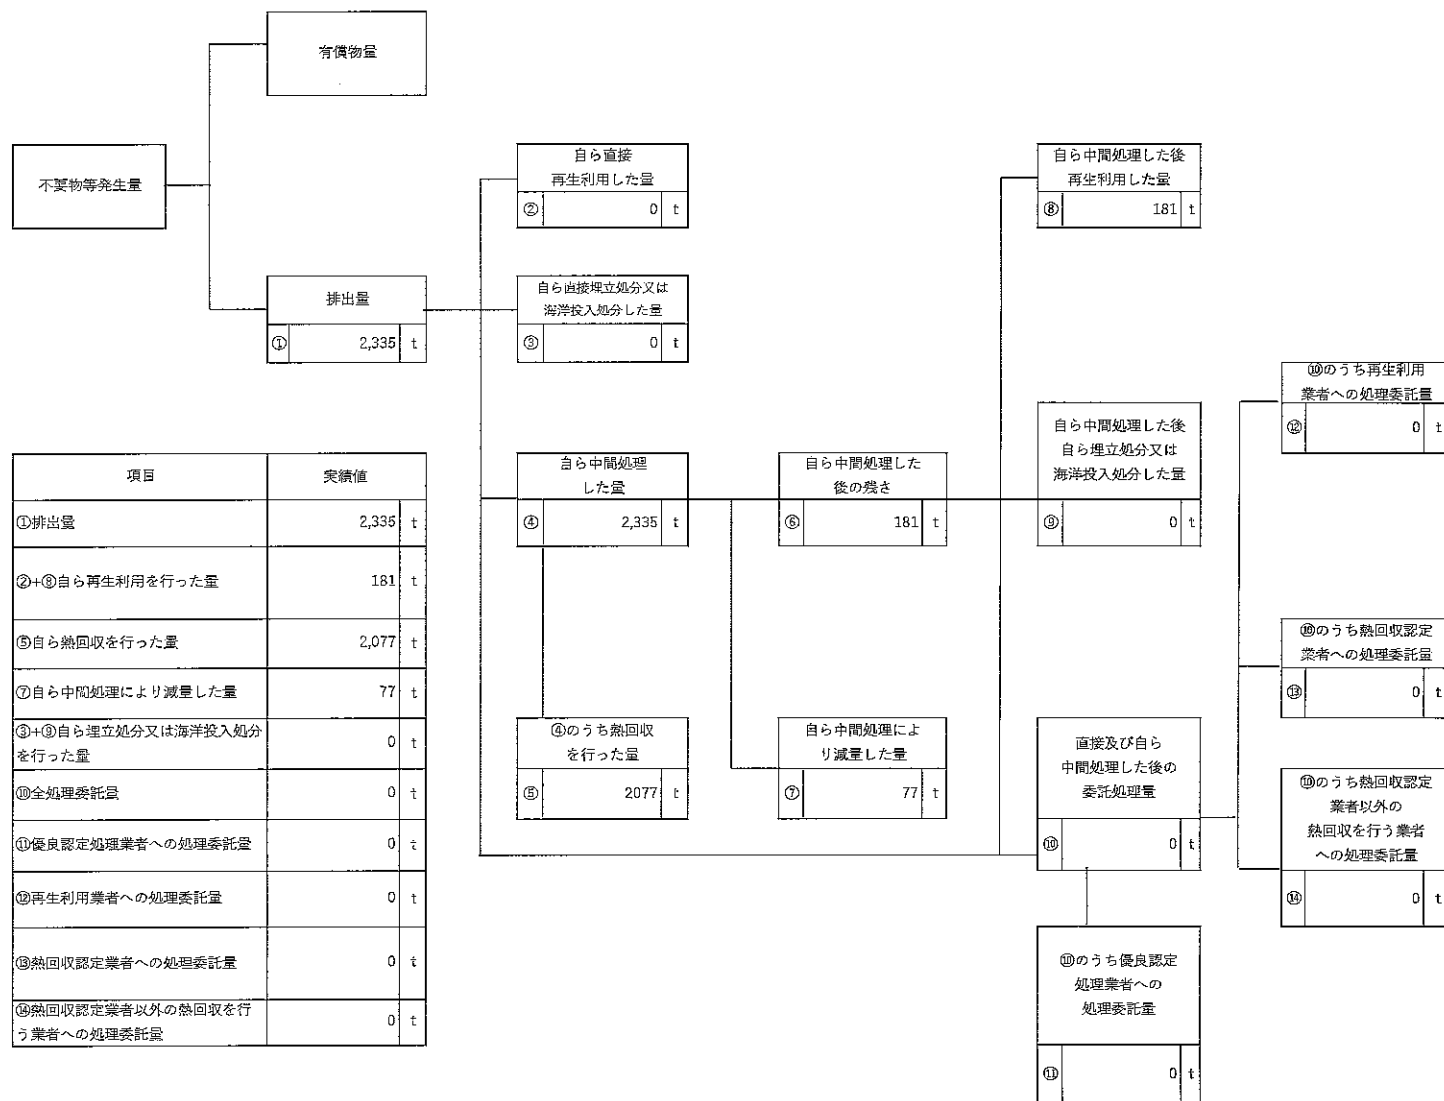 有償物量
不要物等発生量
排出量
① 2,335 t
自ら直接
再生利用した量
② 0 t
自ら直接埋立処分又は
海洋投入処分した量
③ 0 t
自ら中間処理
した量
④ 2,335 t
④のうち熱回収
を行った量
⑤ 2077 t
自ら中間処理した
後の残さ
⑥ 181 t
自ら中間処理によ
り減量した量
⑦ 77 t
自ら中間処理した後
再生利用した量
⑧ 181 t
自ら中間処理した後
自ら埋立処分又は
海洋投入処分した量
⑨ 0 t
直接及び自ら
中間処理した後の
委託処理量
⑩ 0 t
⑩のうち優良認定
処理業者への
処理委託量
⑪ 0 t
⑩のうち再生利用
業者への処理委託量
⑫ 0 t
⑩のうち熱回収認定
業者への処理委託量
⑬ 0 t
⑩のうち熱回収認定
業者以外の
熱回収を行う業者
への処理委託量
⑭ 0 t
項目 実績値
①排出量 2,335 t
②+⑧自ら再生利用を行った量 181 t
⑤自ら熱回収を行った量 2,077 t
⑦自ら中間処理により減量した量 77 t
③+⑨自ら埋立処分又は海洋投入処分
を行った量 0 t
⑩全処理委託量 0 t
⑪優良認定処理業者への処理委託量 0 t
⑫再生利用業者への処理委託量 0 t
⑬熱回収認定業者への処理委託量 0 t
⑭熱回収認定業者以外の熱回収を行
う業者への処理委託量 0 t